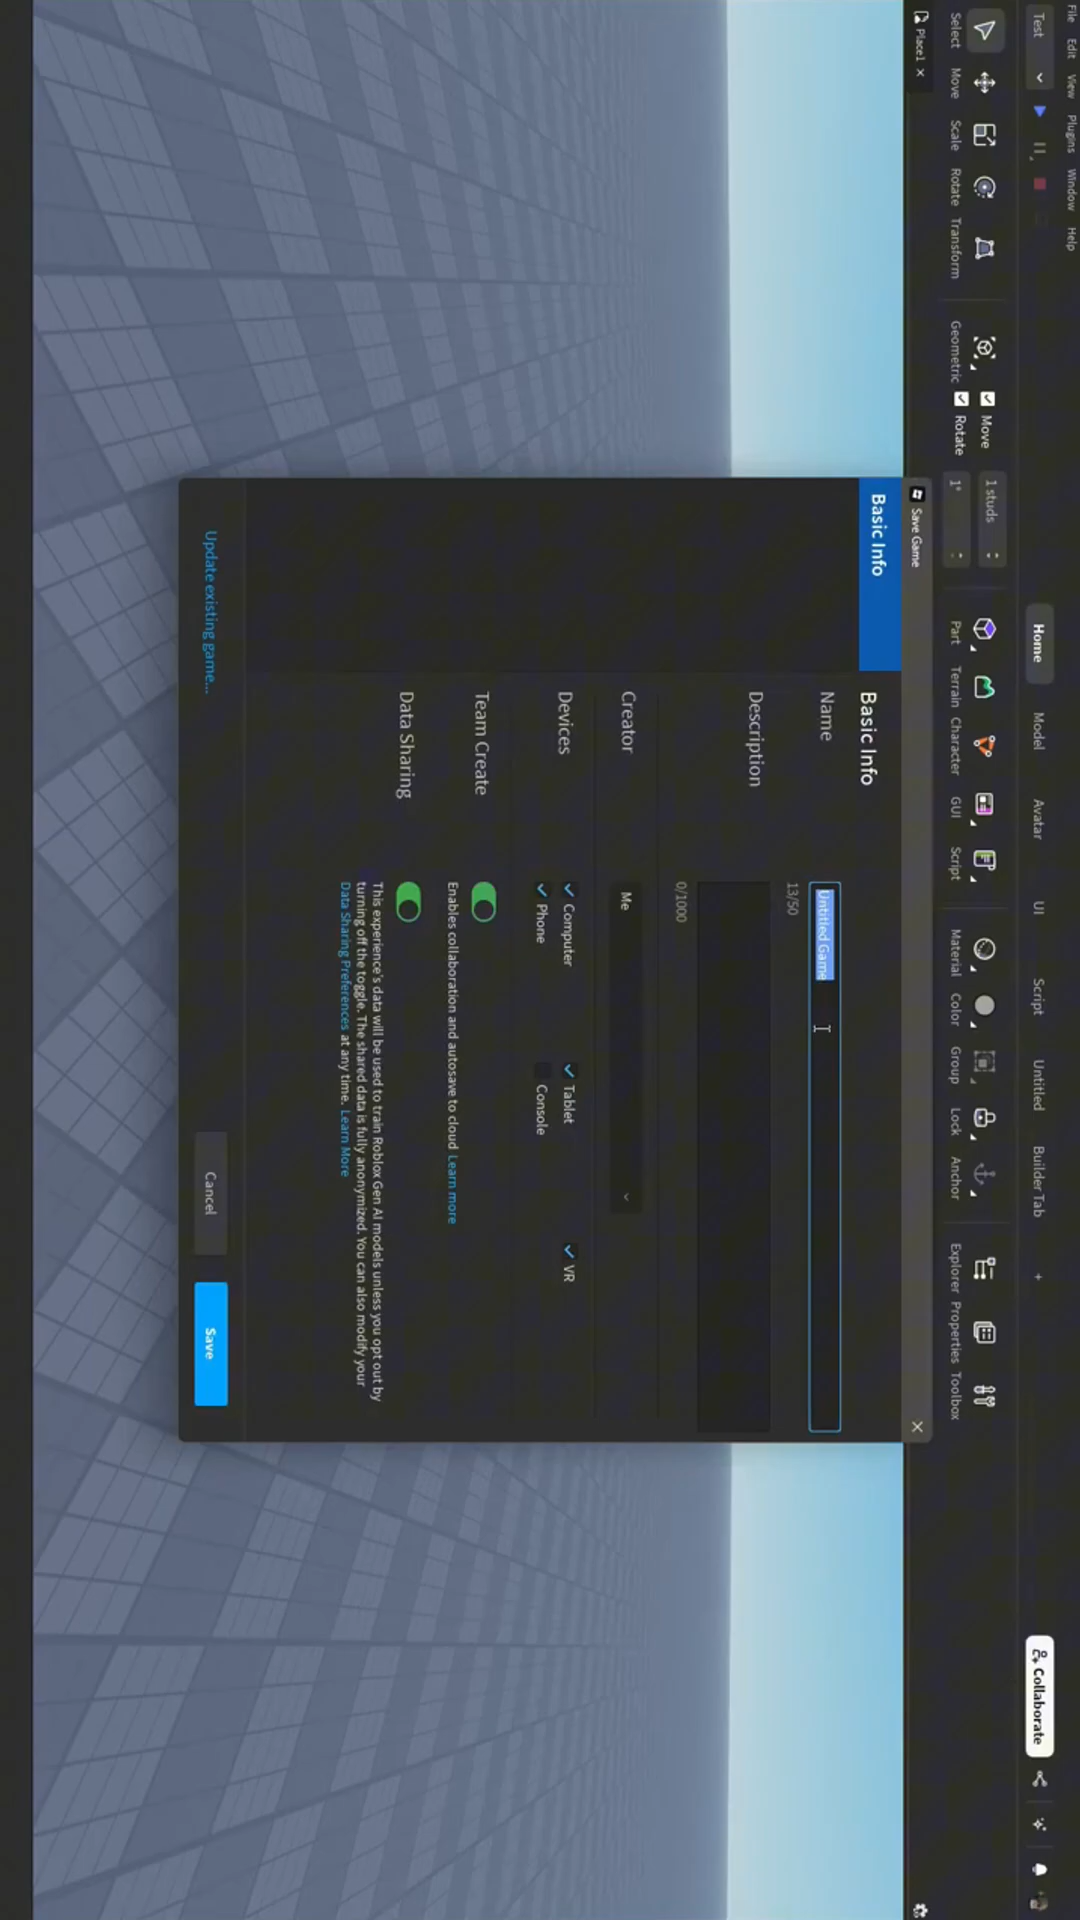 File Edit View Plugins Window Help
Test
Home Model Avatar UI Script Untitled BuilderTab +
Collaborate
Select Move Scale Rotate Transform
Geometric
Move
Rotate
1 studs
1°
Part Terrain Character GUI Script
Material Color Group Lock Anchor
Explorer Properties Toolbox
Place1 ×
Save Game
Basic Info
Basic Info
Name
Untitled Game
13/50
Description
0/1000
Creator
Me
Devices
Computer Tablet VR
Phone Console
Team Create
Enables collaboration and autosave to cloud Learn more
Data Sharing
This experience's data will be used to train Roblox Gen AI models unless you opt out by
turning off the toggle. The shared data is fully anonymized. You can also modify your
Data Sharing Preferences at any time. Learn More
Update existing game...
Cancel
Save